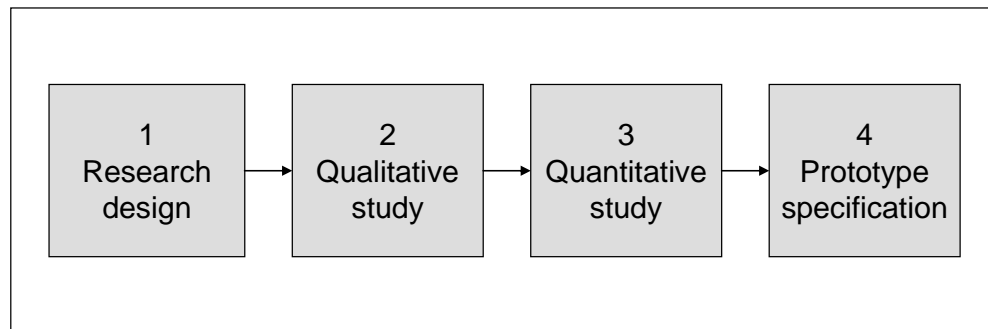 1
Research
design
2
Qualitative
study
3
Quantitative
study
4
Prototype
specification